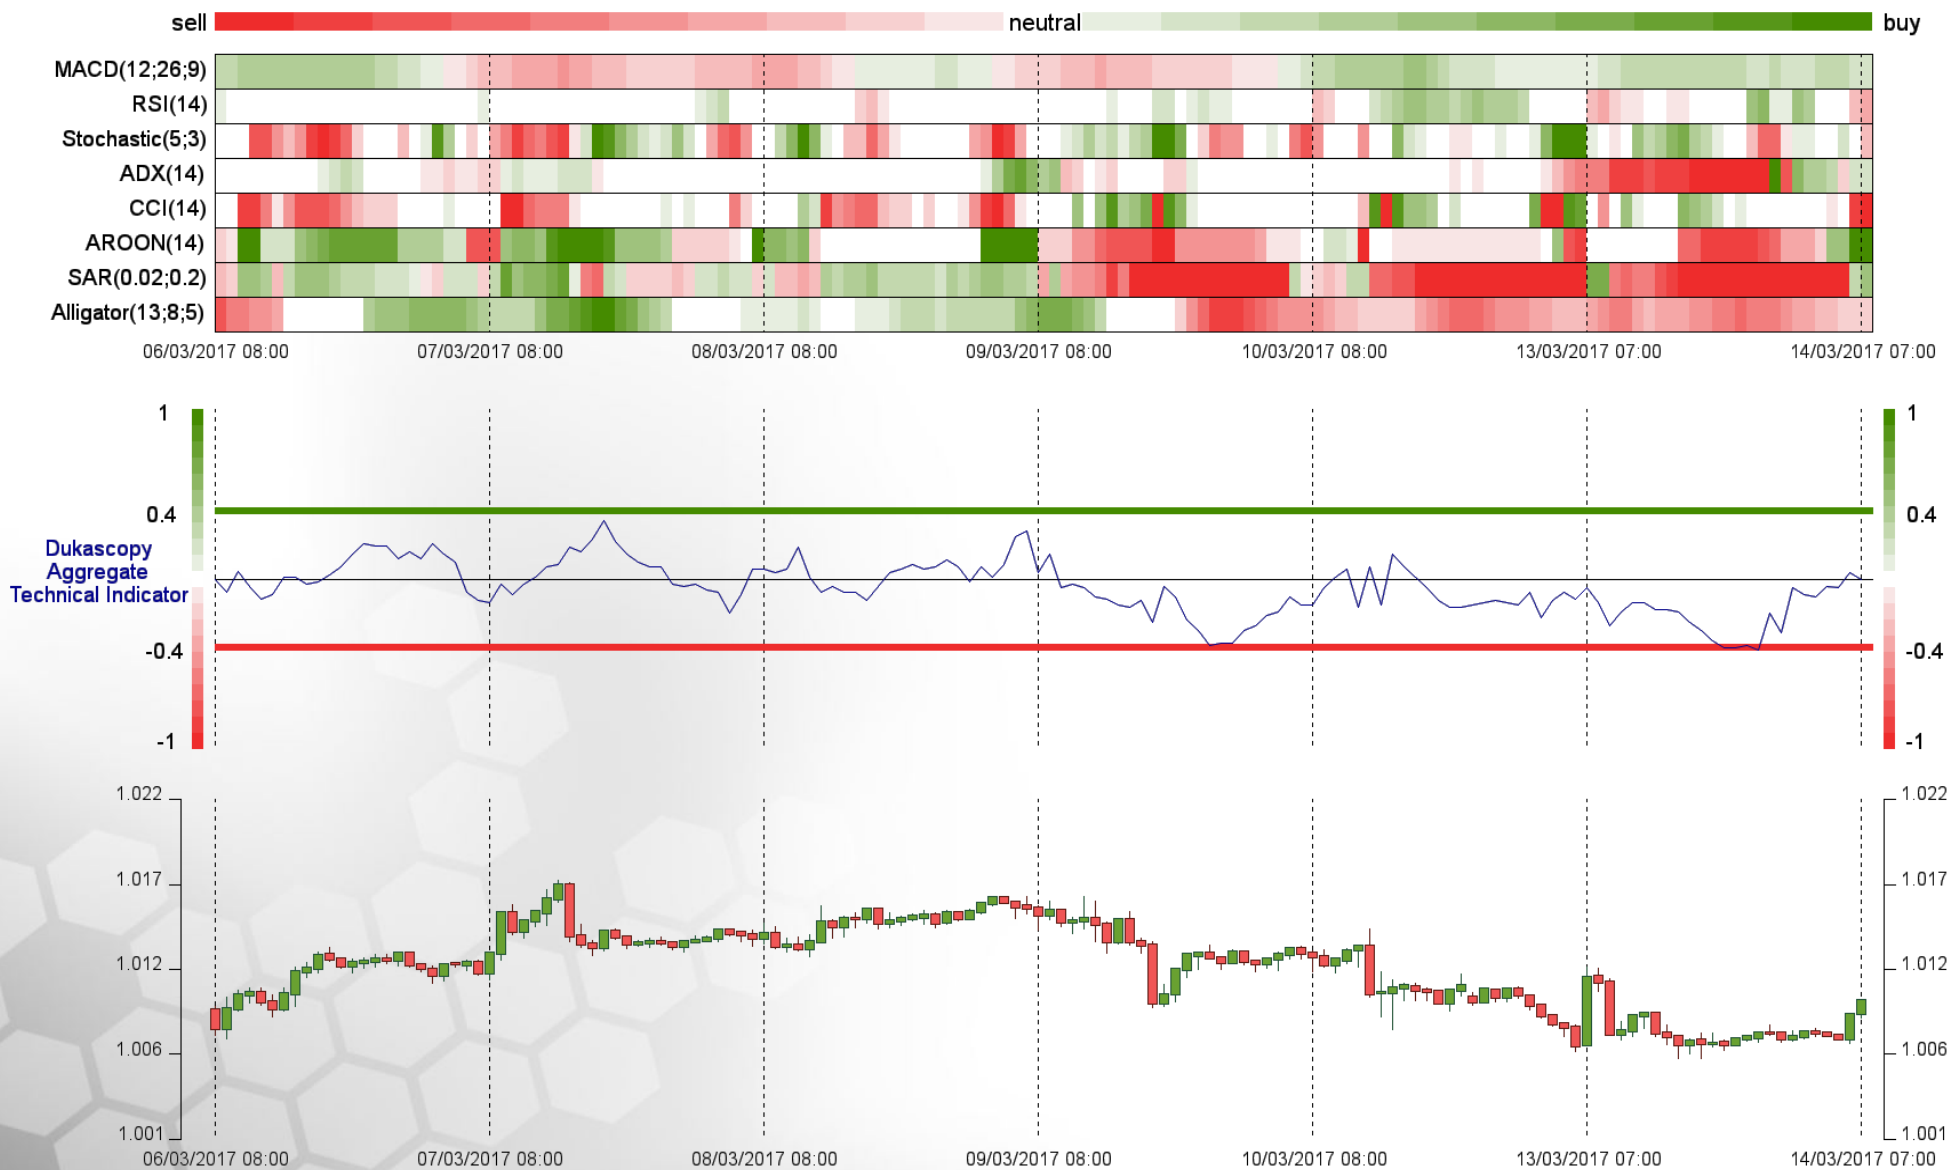 sell neutral buy
MACD(12;26;9)
RSI(14)
Stochastic(5;3)
ADX(14)
CCI(14)
AROON(14)
SAR(0.02;0.2)
Alligator(13;8;5)
06/03/2017 08:00 07/03/2017 08:00 08/03/2017 08:00 09/03/2017 08:00 10/03/2017 08:00 13/03/2017 07:00 14/03/2017 07:00
1 1
0.4 0.4
Dukascopy
Aggregate
Technical Indicator
-0.4 -0.4
-1 -1
1.022 1.022
1.017 1.017
1.012 1.012
1.006 1.006
1.001 1.001
06/03/2017 08:00 07/03/2017 08:00 08/03/2017 08:00 09/03/2017 08:00 10/03/2017 08:00 13/03/2017 07:00 14/03/2017 07:00